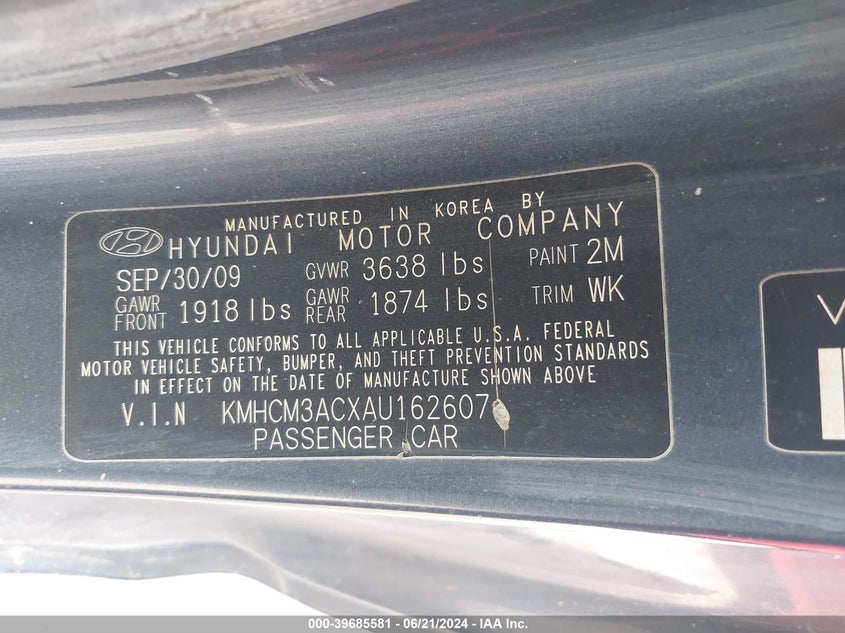 MANUFACTURED IN KOREA BY
HYUNDAI MOTOR COMPANY
SEP/30/09 GVWR 3638 lbs PAINT 2M
GAWR FRONT 1918 lbs GAWR REAR 1874 lbs TRIM WK
THIS VEHICLE CONFORMS TO ALL APPLICABLE U.S.A. FEDERAL
MOTOR VEHICLE SAFETY, BUMPER, AND THEFT PREVENTION STANDARDS
IN EFFECT ON THE DATE OF MANUFACTURE SHOWN ABOVE
V.I.N KMHCM3ACXAU162607
PASSENGER CAR
V
000-39685581 - 06/21/2024 - IAA Inc.